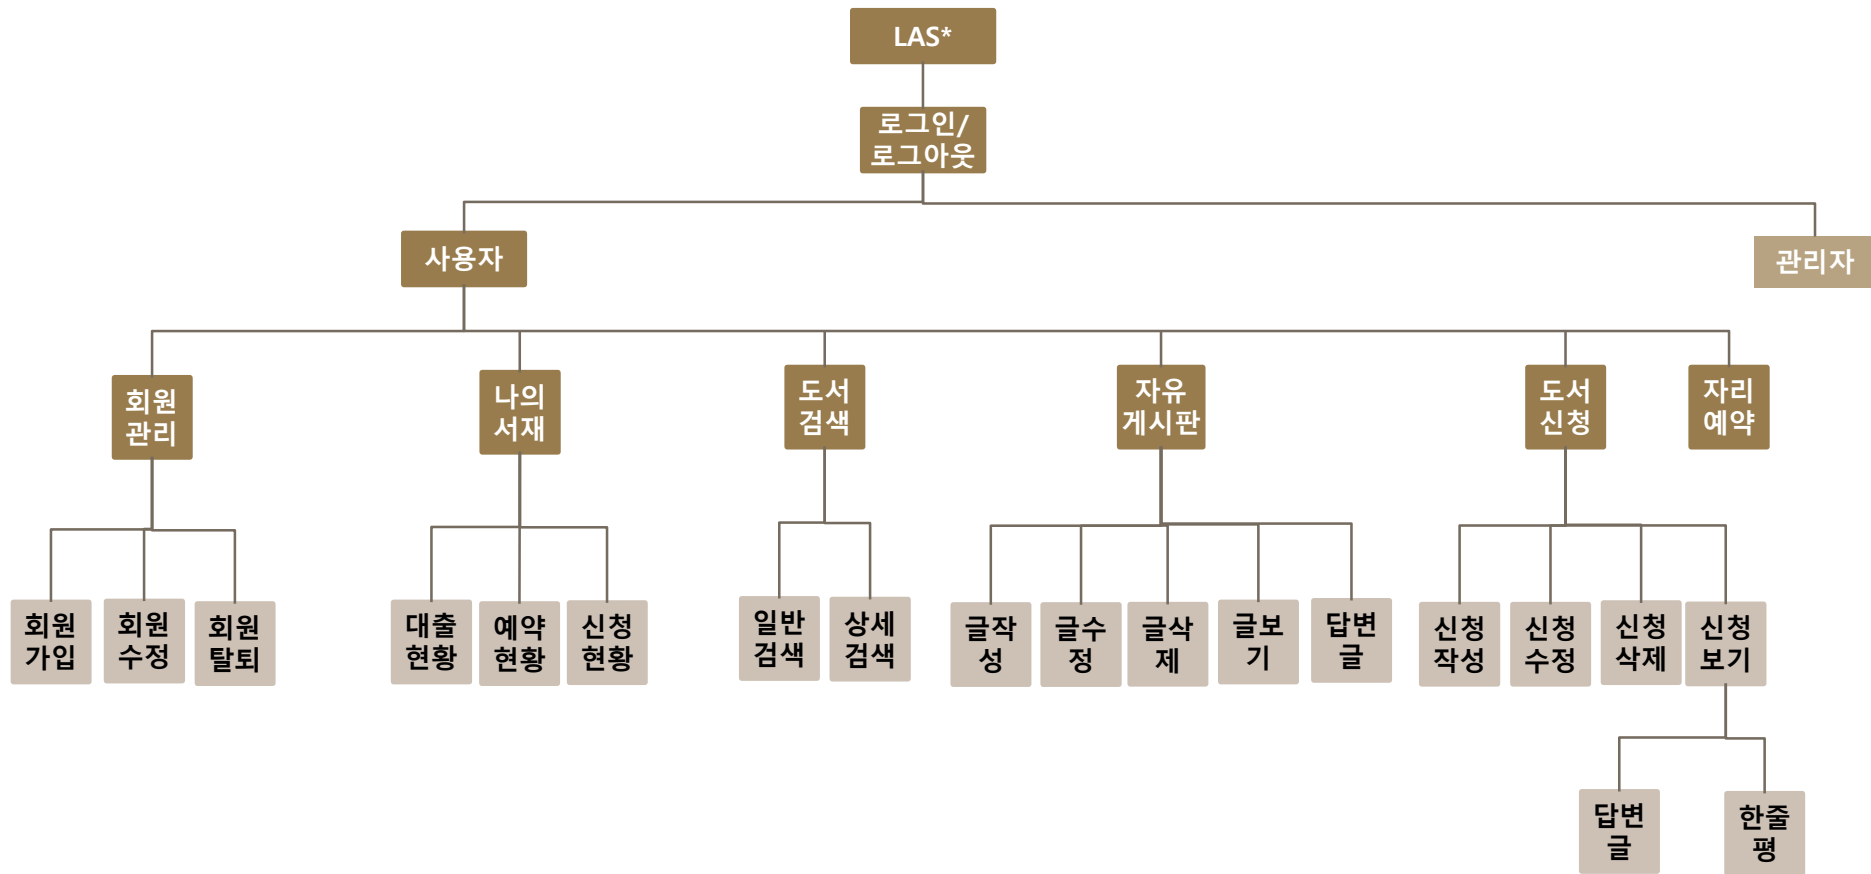 LAS*
로그인/
로그아웃
사용자
관리자
회원
관리
나의
서재
도서
검색
자유
게시판
도서
신청
자리
예약
회원
가입
회원
수정
회원
탈퇴
대출
현황
예약
현황
신청
현황
일반
검색
상세
검색
글작
성
글수
정
글삭
제
글보
기
답변
글
신청
작성
신청
수정
신청
삭제
신청
보기
답변
글
한줄
평